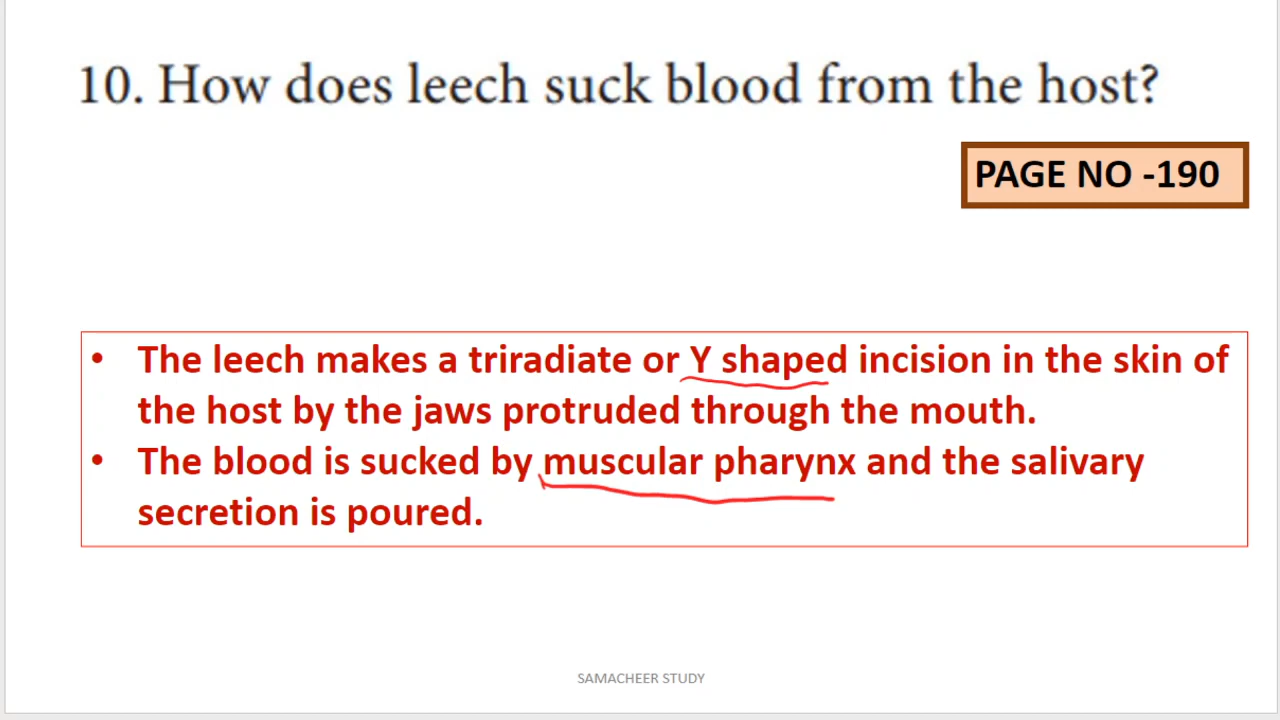 10. How does leech suck blood from the host?
PAGE NO -190
• The leech makes a triradiate or Y shaped incision in the skin of
the host by the jaws protruded through the mouth.
• The blood is sucked by muscular pharynx and the salivary
secretion is poured.
SAMACHEER STUDY